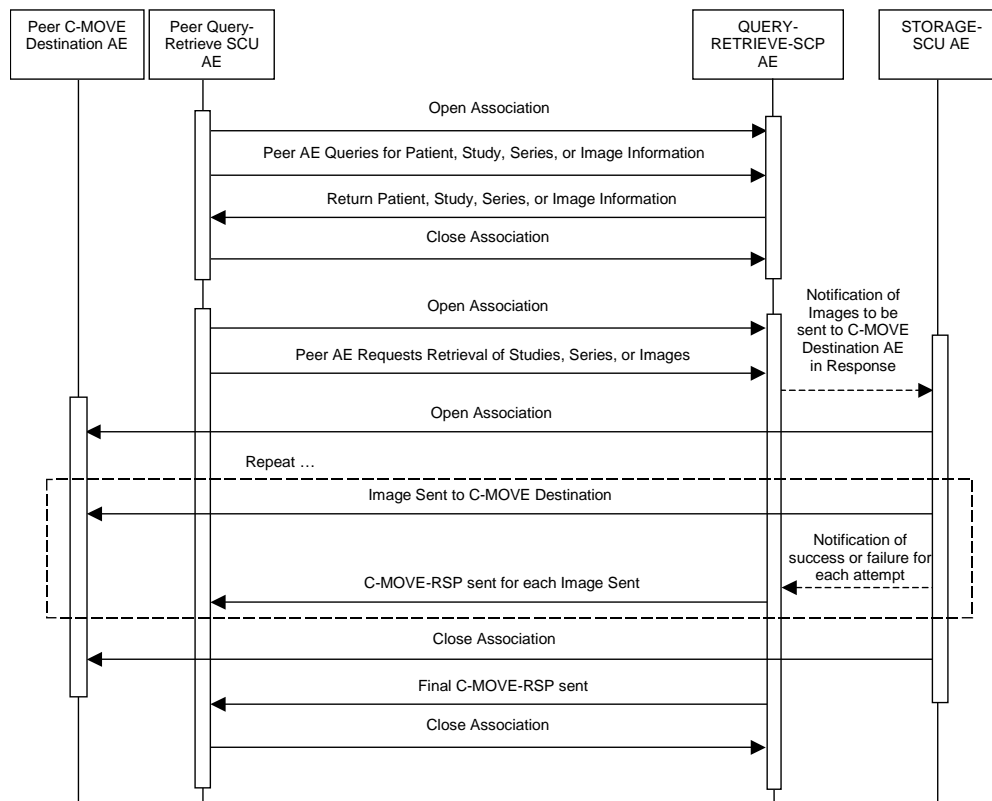 Peer C-MOVE
Destination AE
Peer Query-
Retrieve SCU
AE
QUERY-
RETRIEVE-SCP
AE
STORAGE-
SCU AE
Open Association
Peer AE Queries for Patient, Study, Series, or Image Information
Return Patient, Study, Series, or Image Information
Close Association
Notification of
Images to be
sent to C-MOVE
Destination AE
in Response
Open Association
Peer AE Requests Retrieval of Studies, Series, or Images
Open Association
Repeat …
Image Sent to C-MOVE Destination
Notification of
success or failure for
each attempt
C-MOVE-RSP sent for each Image Sent
Close Association
Final C-MOVE-RSP sent
Close Association